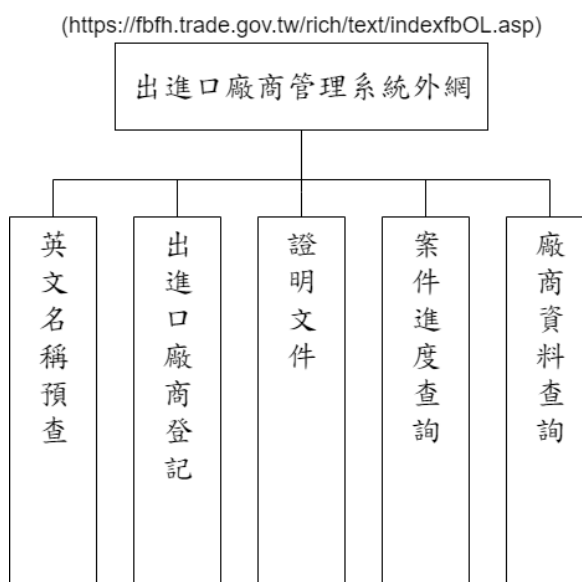 (https://fbfh.trade.gov.tw/rich/text/indexfbOL.asp)
出進口廠商管理系統外網
英文名稱預查
出進口廠商登記
證明文件
案件進度查詢
廠商資料查詢